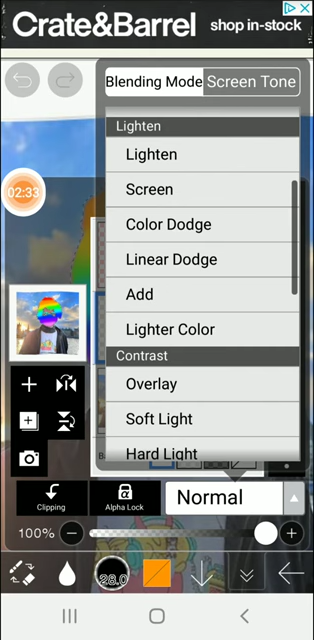 Crate&Barrel shop in-stock
Blending Mode Screen Tone
Lighten
Lighten
Screen
02:33
Color Dodge
Linear Dodge
Add
Lighter Color
Contrast
Overlay
Soft Light
Hard Light
Clipping
Alpha Lock
Normal
100%
28.0